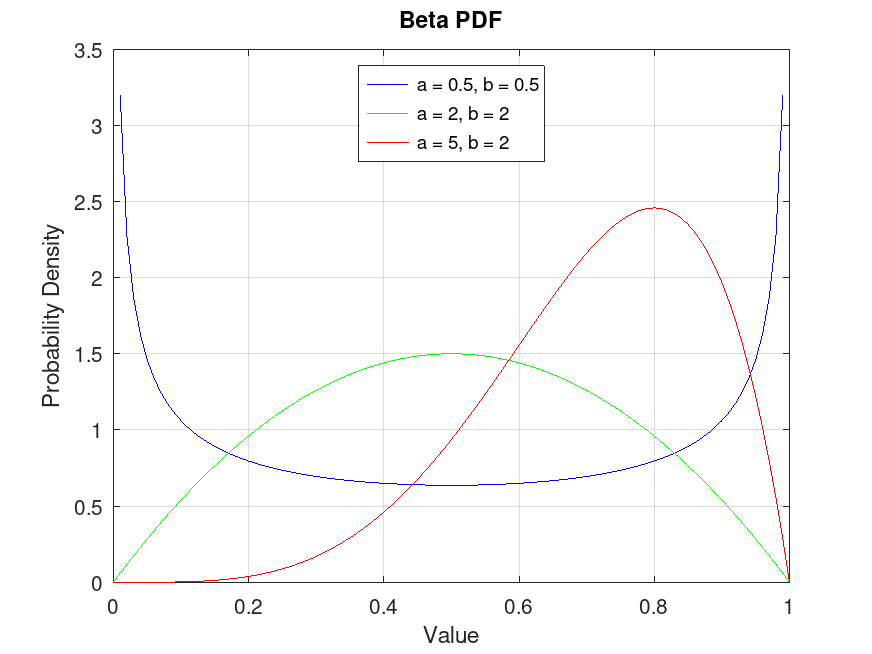 Beta PDF
3.5
3
2.5
2
1.5
1
0.5
0
Probability Density
a = 0.5, b = 0.5
a = 2, b = 2
a = 5, b = 2
0
0.2
0.4
0.6
0.8
1
Value